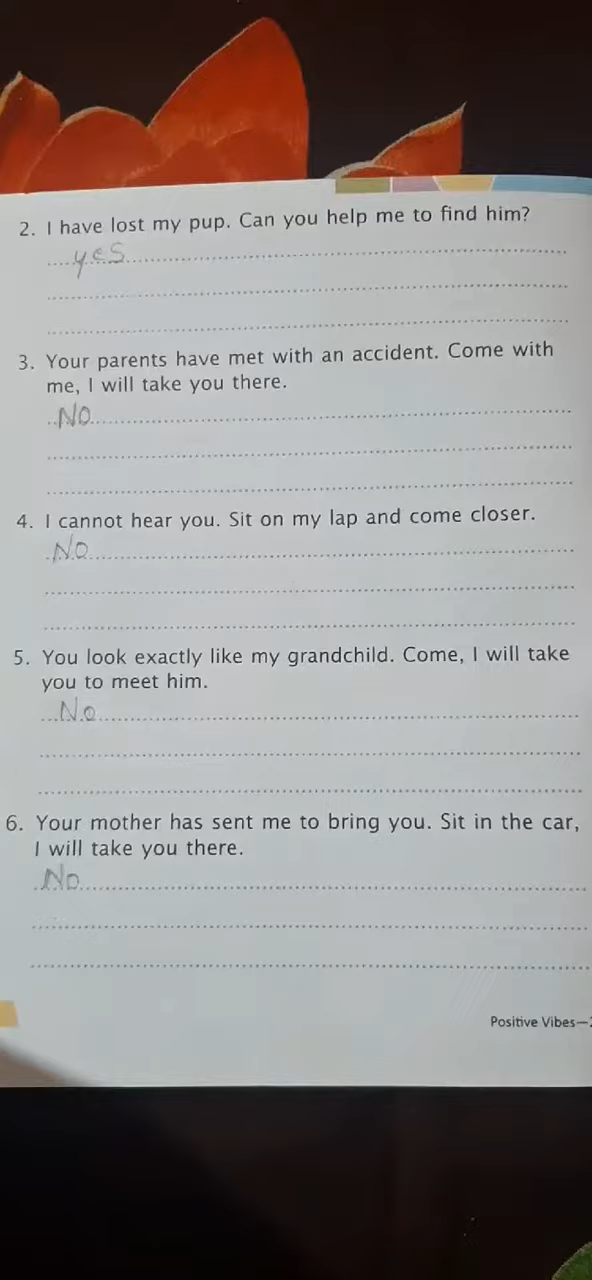 2. I have lost my pup. Can you help me to find him?
yes
3. Your parents have met with an accident. Come with
me, I will take you there.
No
4. I cannot hear you. Sit on my lap and come closer.
No
5. You look exactly like my grandchild. Come, I will take
you to meet him.
No
6. Your mother has sent me to bring you. Sit in the car,
I will take you there.
No
Positive Vibes—2